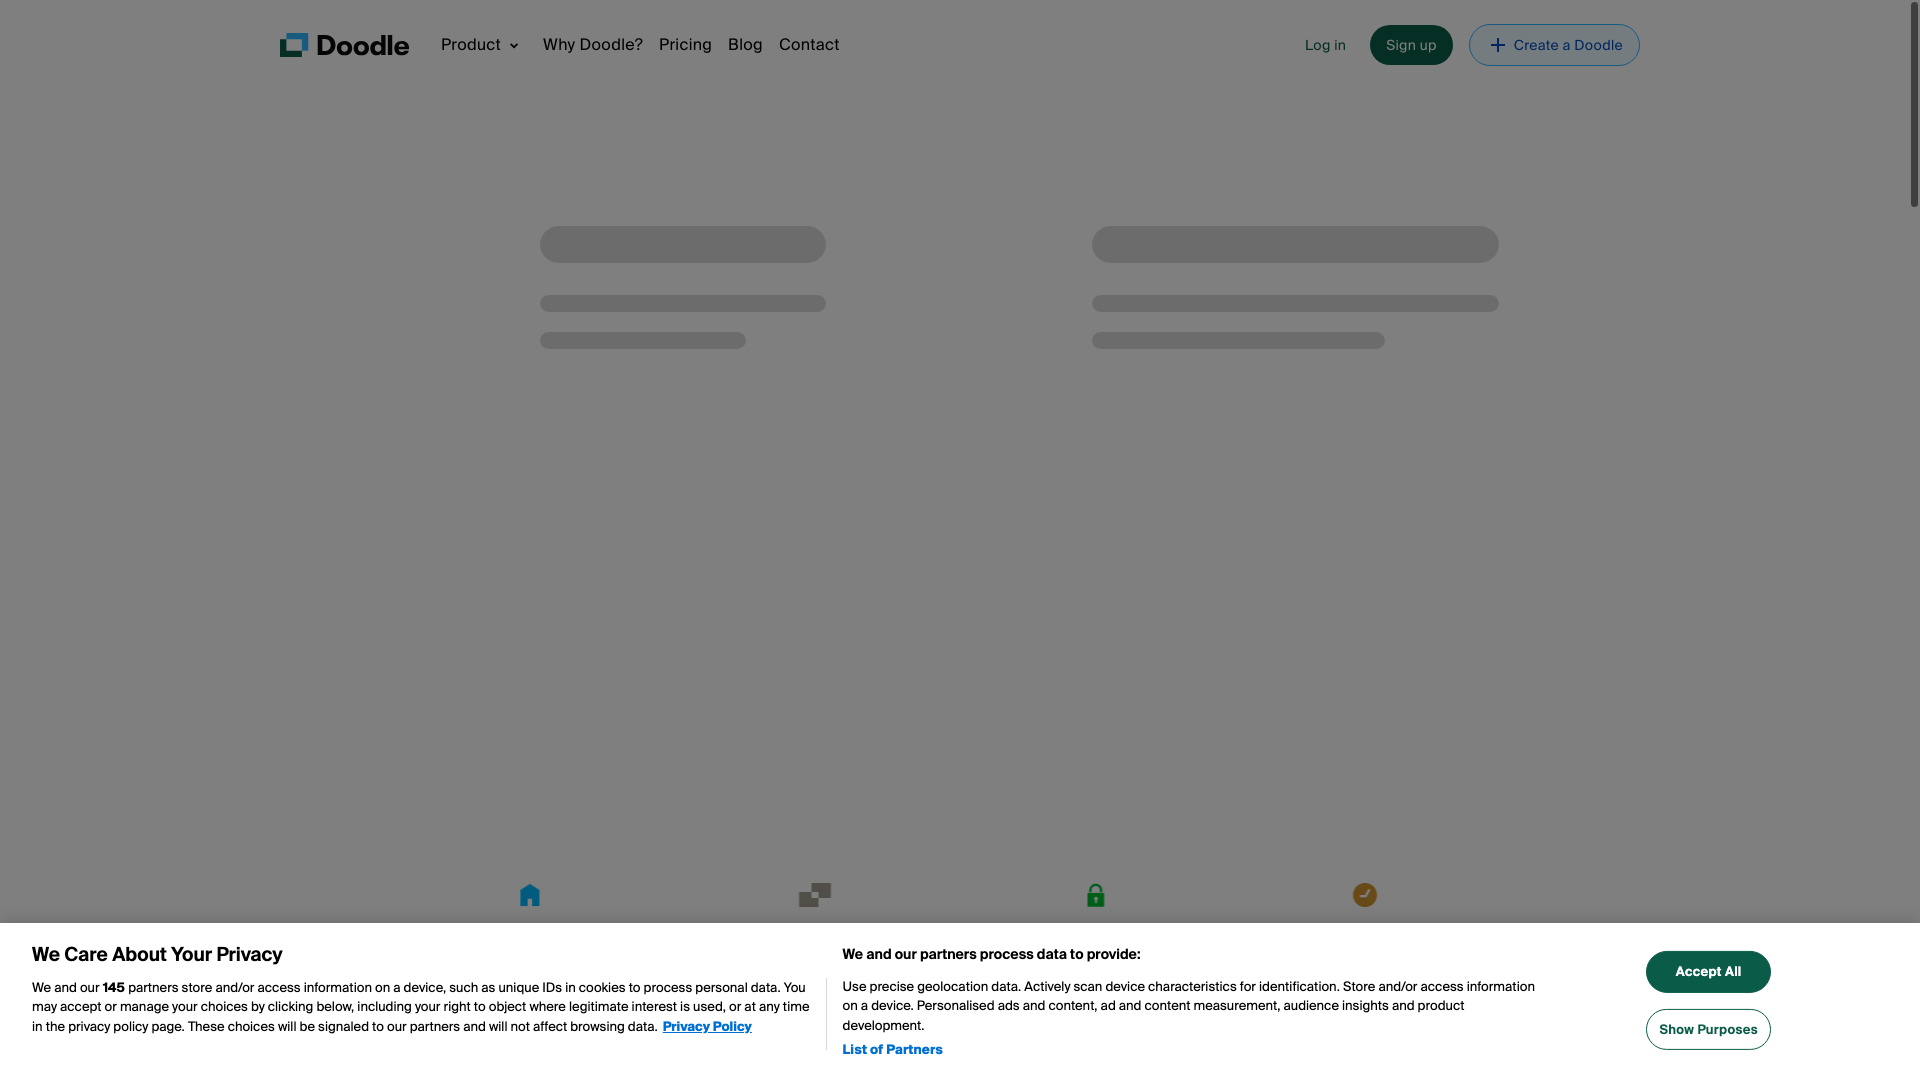 Doodle
Product
Why Doodle?
Pricing
Blog
Contact
Log in
Sign up
Create a Doodle
We Care About Your Privacy
We and our 145 partners store and/or access information on a device, such as unique IDs in cookies to process personal data. You
may accept or manage your choices by clicking below, including your right to object where legitimate interest is used, or at any time
in the privacy policy page. These choices will be signaled to our partners and will not affect browsing data. Privacy Policy
We and our partners process data to provide:
Use precise geolocation data. Actively scan device characteristics for identification. Store and/or access information
on a device. Personalised ads and content, ad and content measurement, audience insights and product
development.
List of Partners
Accept All
Show Purposes